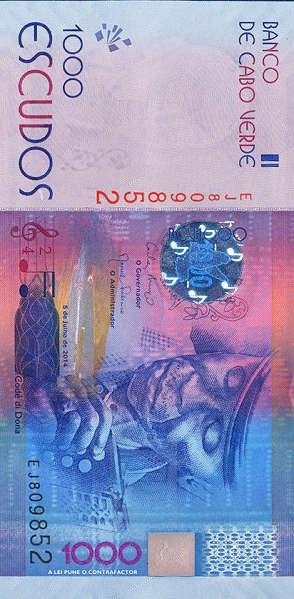 BANCO
DE CABO VERDE
1000
ESCUDOS
EJ809852
1000
O Governador
O Administrador
5 de Julho de 2014
Codé di Dona
EJ809852
1000
A LEI PUNE O CONTRAFACTOR